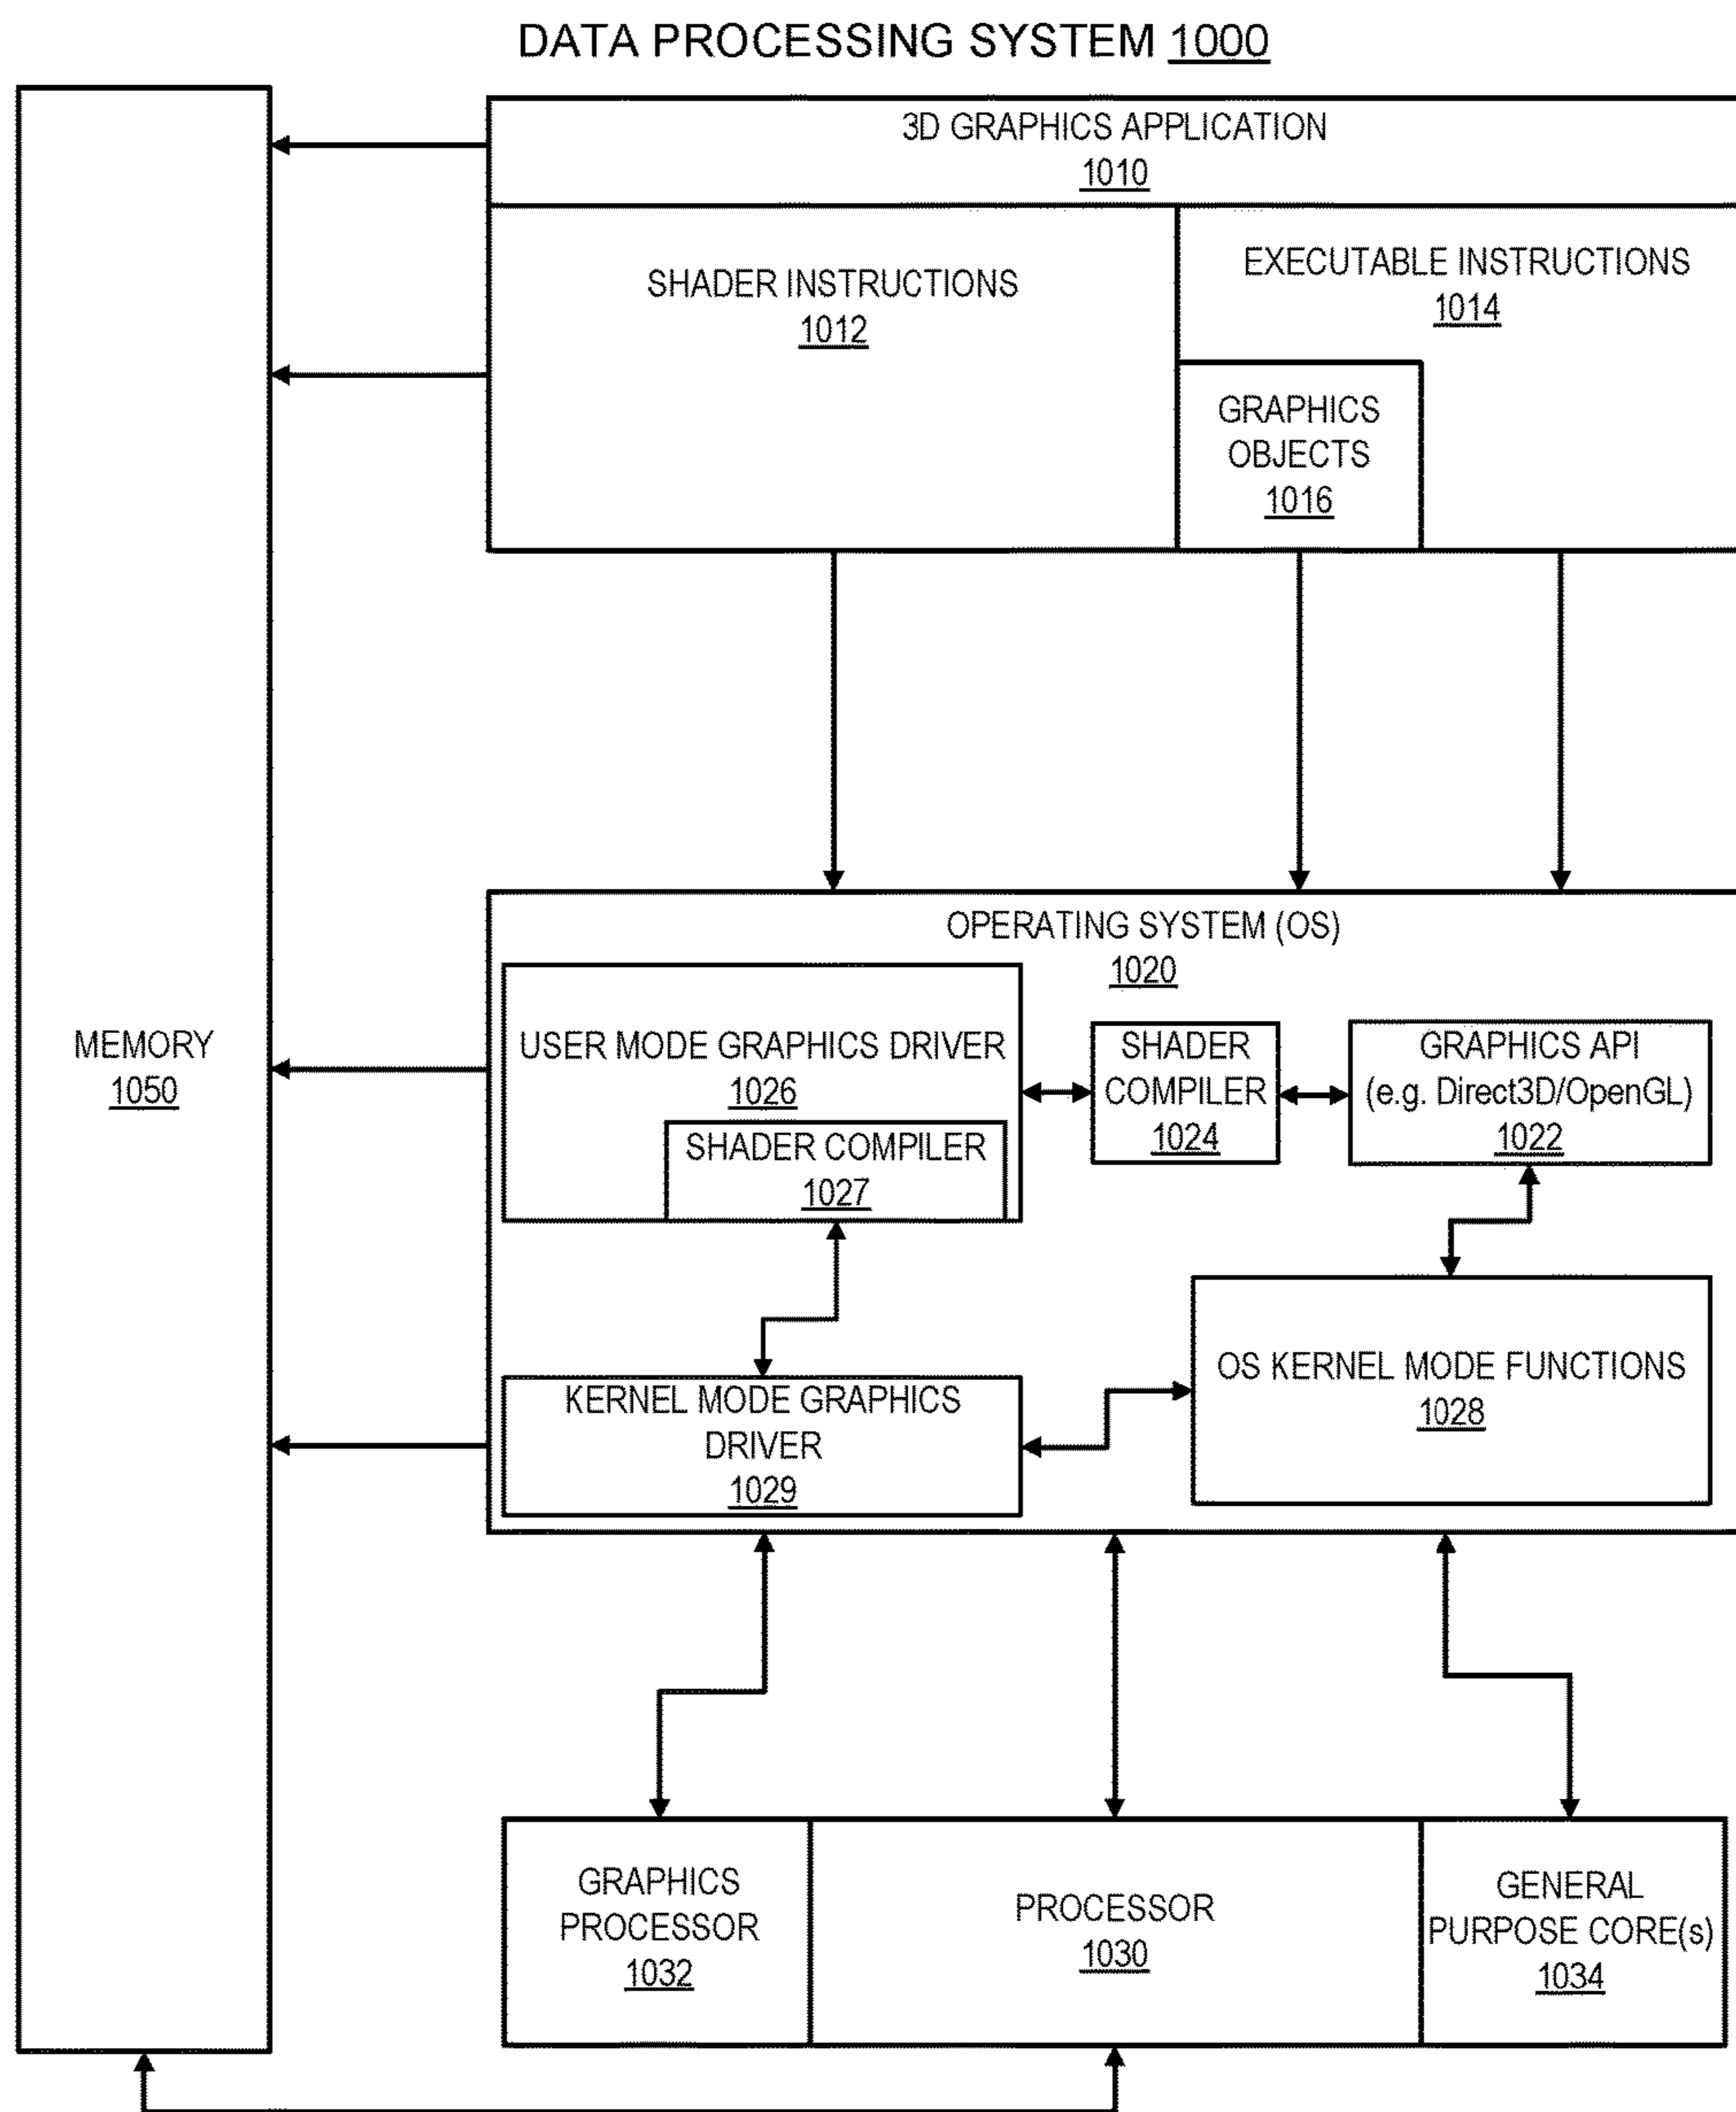 DATA PROCESSING SYSTEM 1000
3D GRAPHICS APPLICATION
1010
SHADER INSTRUCTIONS
1012
EXECUTABLE INSTRUCTIONS
1014
GRAPHICS
OBJECTS
1016
OPERATING SYSTEM (OS)
1020
MEMORY
1050
USER MODE GRAPHICS DRIVER
1026
SHADER COMPILER
1027
SHADER
COMPILER
1024
GRAPHICS API
(e.g. Direct3D/OpenGL)
1022
KERNEL MODE GRAPHICS
DRIVER
1029
OS KERNEL MODE FUNCTIONS
1028
GRAPHICS
PROCESSOR
1032
PROCESSOR
1030
GENERAL
PURPOSE CORE(s)
1034